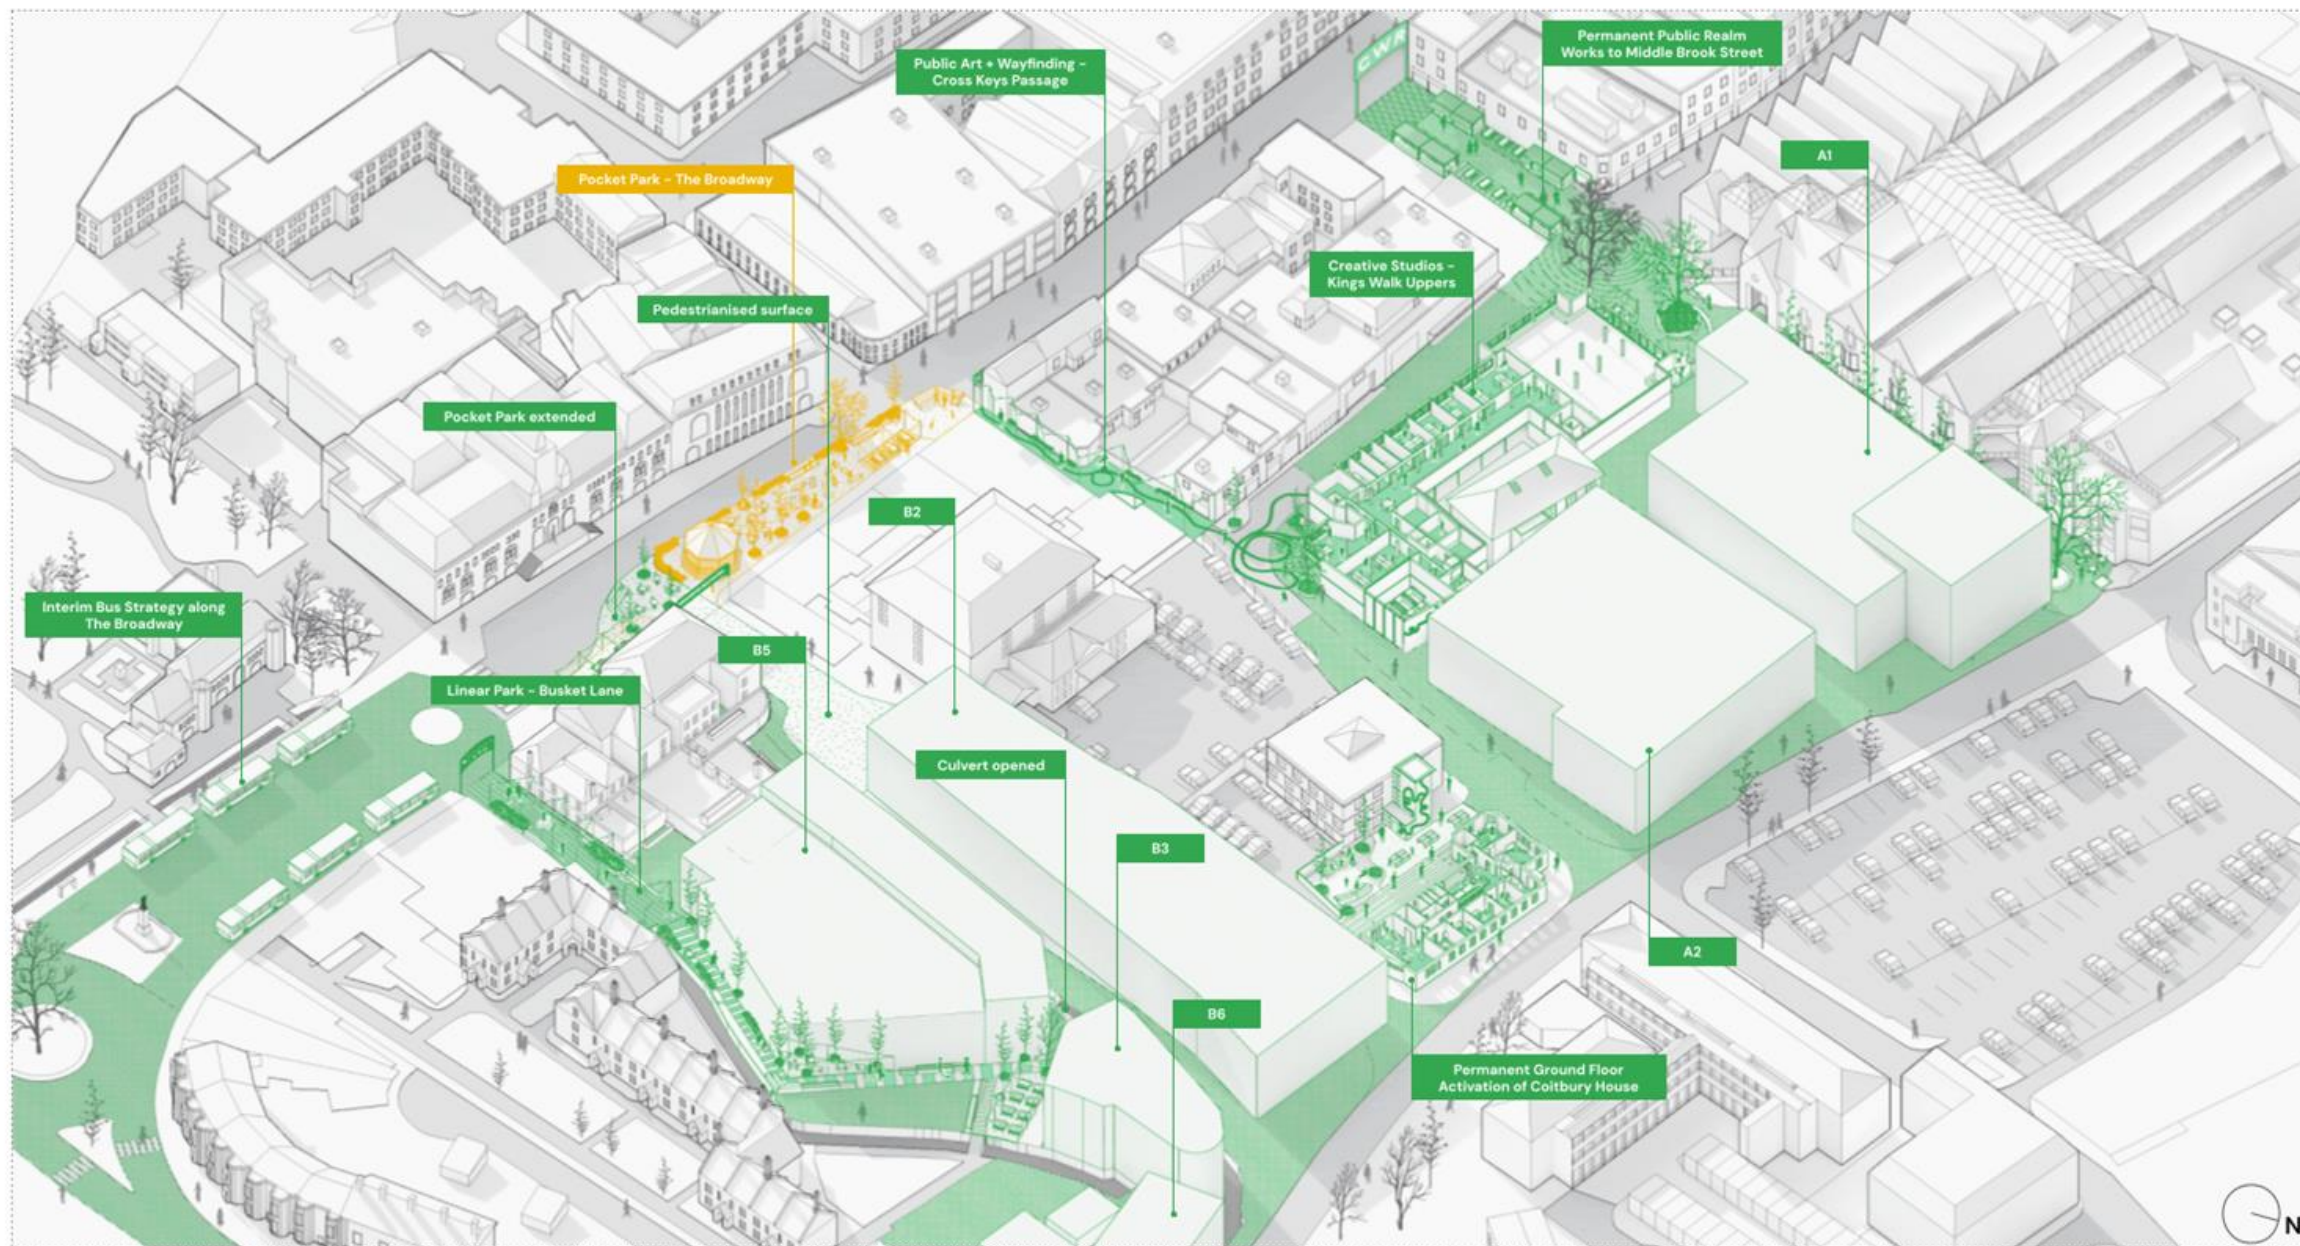 Permanent Public Realm
Works to Middle Brook Street
GWR
Public Art + Wayfinding -
Cross Keys Passage
A1
Pocket Park - The Broadway
Creative Studios -
Kings Walk Uppers
Pedestrianised surface
Pocket Park extended
B2
Interim Bus Strategy along
The Broadway
B5
Linear Park - Busket Lane
Culvert opened
B3
A2
B6
Permanent Ground Floor
Activation of Coitbury House
N